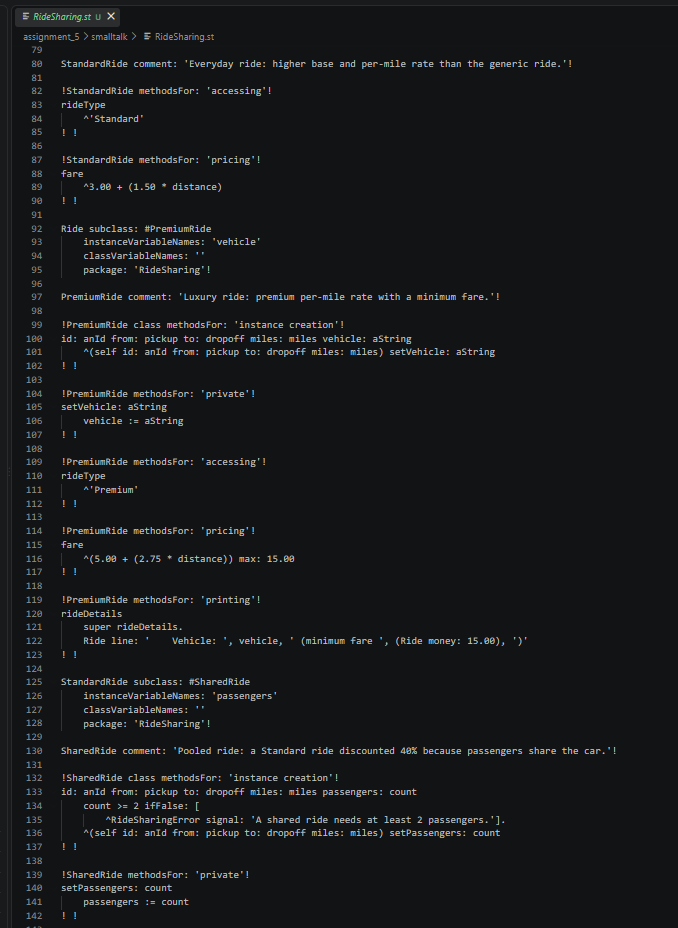 RideSharing.st U ×
assignment_5 > smalltalk > RideSharing.st
79
80 StandardRide comment: 'Everyday ride: higher base and per-mile rate than the generic ride.'!
81
82 !StandardRide methodsFor: 'accessing'!
83 rideType
84     ^'Standard'
85 ! !
86
87 !StandardRide methodsFor: 'pricing'!
88 fare
89     ^3.00 + (1.50 * distance)
90 ! !
91
92 Ride subclass: #PremiumRide
93     instanceVariableNames: 'vehicle'
94     classVariableNames: ''
95     package: 'RideSharing'!
96
97 PremiumRide comment: 'Luxury ride: premium per-mile rate with a minimum fare.'!
98
99 !PremiumRide class methodsFor: 'instance creation'!
100 id: anId from: pickup to: dropoff miles: miles vehicle: aString
101     ^(self id: anId from: pickup to: dropoff miles: miles) setVehicle: aString
102 ! !
103
104 !PremiumRide methodsFor: 'private'!
105 setVehicle: aString
106     vehicle := aString
107 ! !
108
109 !PremiumRide methodsFor: 'accessing'!
110 rideType
111     ^'Premium'
112 ! !
113
114 !PremiumRide methodsFor: 'pricing'!
115 fare
116     ^(5.00 + (2.75 * distance)) max: 15.00
117 ! !
118
119 !PremiumRide methodsFor: 'printing'!
120 rideDetails
121     super rideDetails.
122     Ride line: '    Vehicle: ', vehicle, ' (minimum fare ', (Ride money: 15.00), ')'
123 ! !
124
125 StandardRide subclass: #SharedRide
126     instanceVariableNames: 'passengers'
127     classVariableNames: ''
128     package: 'RideSharing'!
129
130 SharedRide comment: 'Pooled ride: a Standard ride discounted 40% because passengers share the car.'!
131
132 !SharedRide class methodsFor: 'instance creation'!
133 id: anId from: pickup to: dropoff miles: miles passengers: count
134     count >= 2 ifFalse: [
135         ^RideSharingError signal: 'A shared ride needs at least 2 passengers.'].
136     ^(self id: anId from: pickup to: dropoff miles: miles) setPassengers: count
137 ! !
138
139 !SharedRide methodsFor: 'private'!
140 setPassengers: count
141     passengers := count
142 ! !